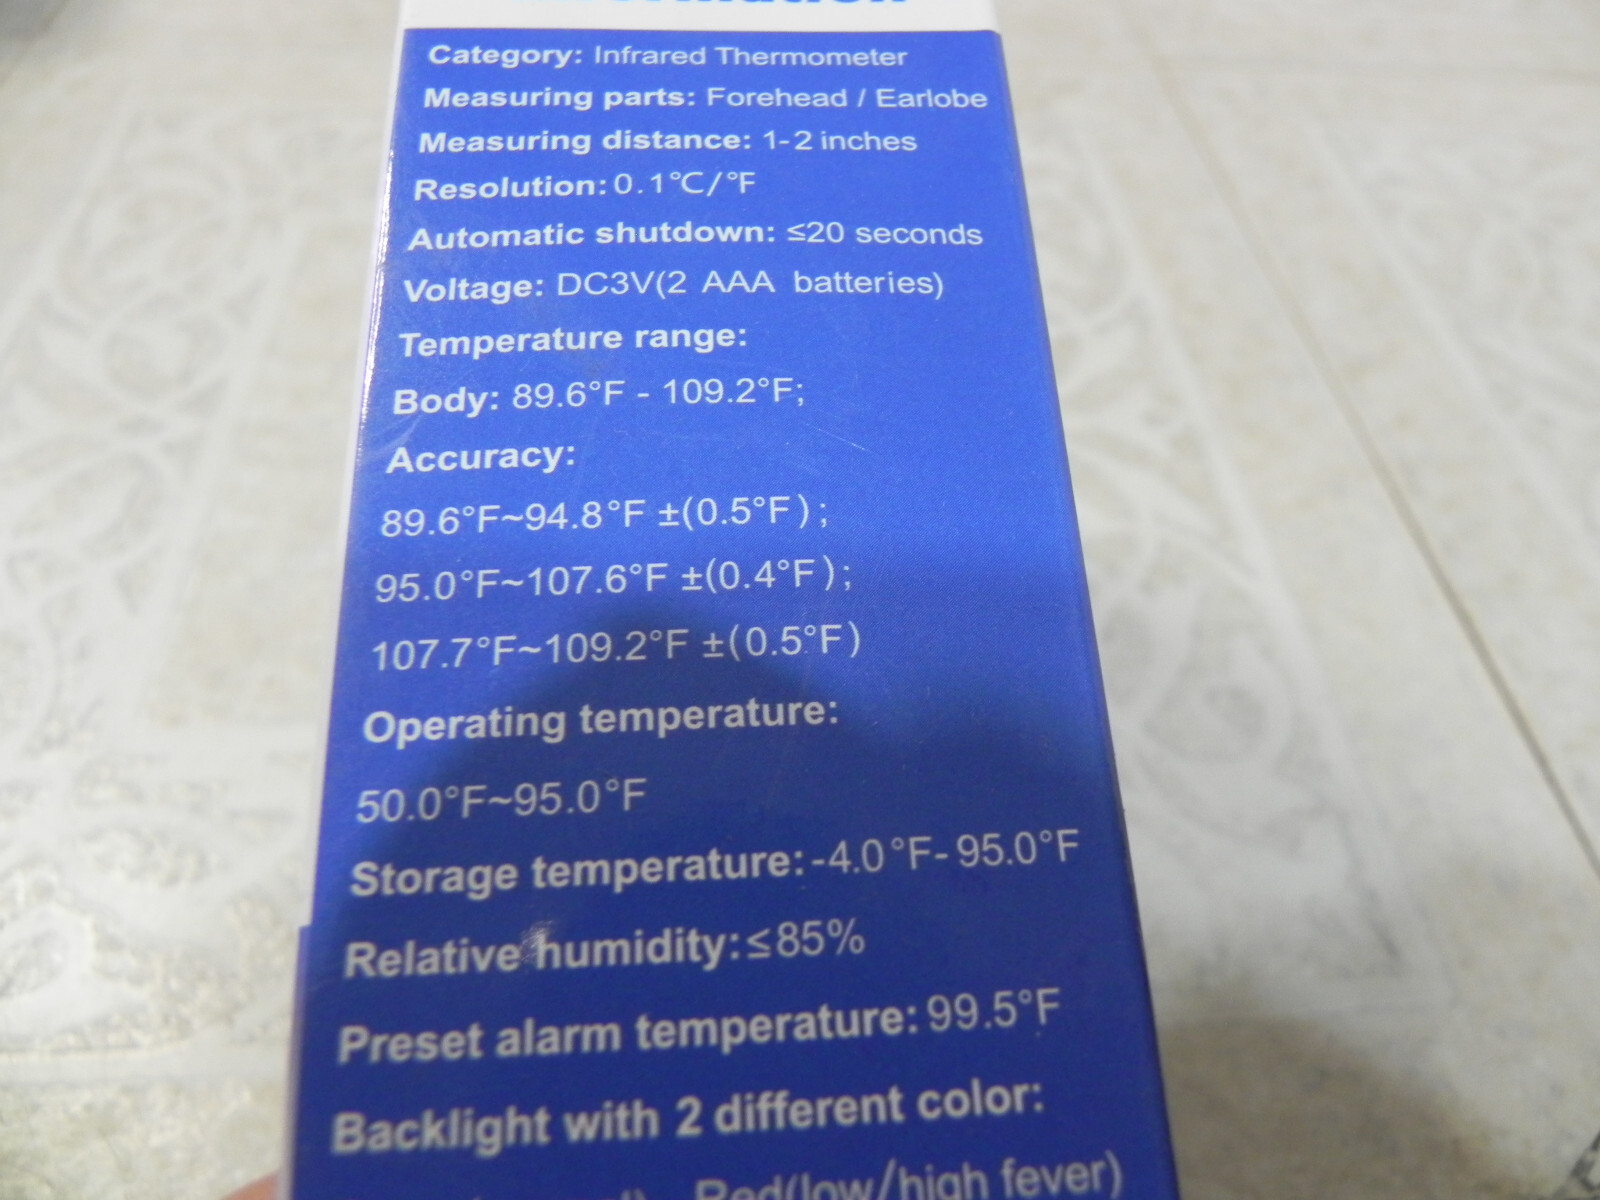 Category: Infrared Thermometer
Measuring parts: Forehead / Earlobe
Measuring distance: 1-2 inches
Resolution: 0.1°C/°F
Automatic shutdown: ≤20 seconds
Voltage: DC3V(2 AAA batteries)
Temperature range:
Body: 89.6°F - 109.2°F;
Accuracy:
89.6°F~94.8°F ±(0.5°F);
95.0°F~107.6°F ±(0.4°F);
107.7°F~109.2°F ±(0.5°F)
Operating temperature:
50.0°F~95.0°F
Storage temperature: -4.0°F- 95.0°F
Relative humidity: ≤85%
Preset alarm temperature: 99.5°F
Backlight with 2 different color:
Red(low/high fever)